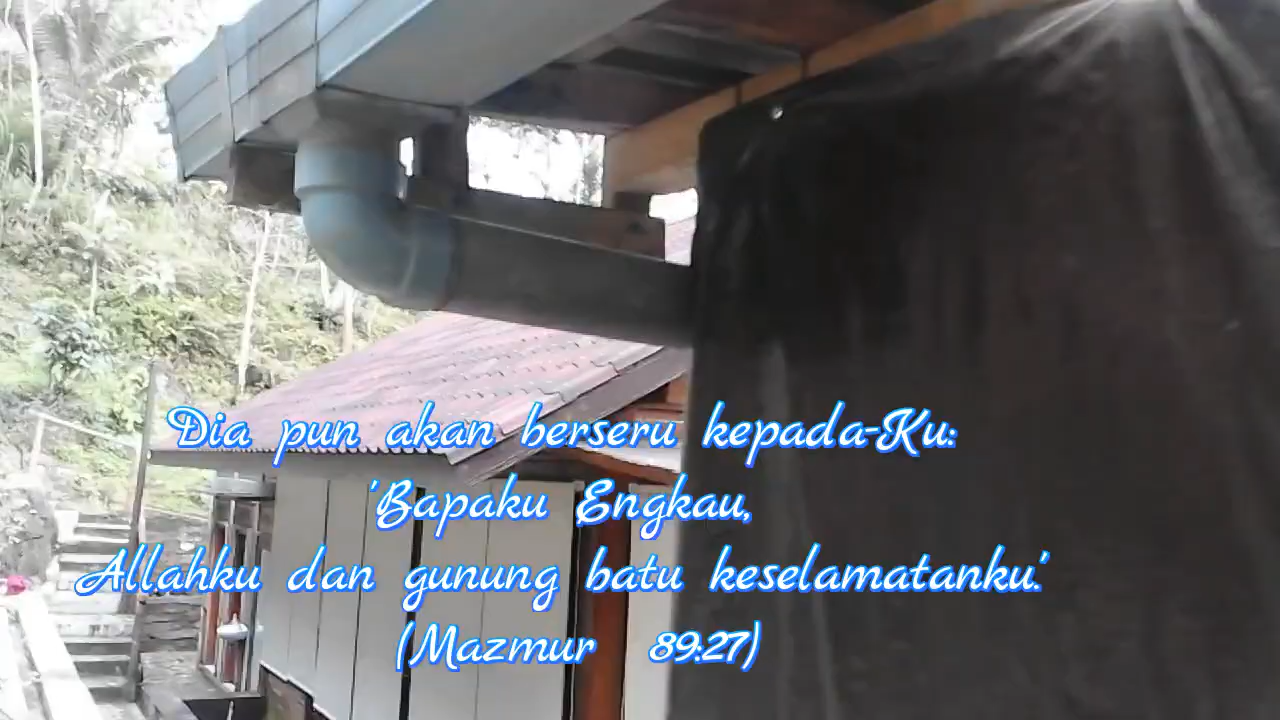 Dia pun akan berseru kepada-Ku:
'Bapaku Engkau,
Allahku dan gunung batu keselamatanku.'
(Mazmur 89:27)